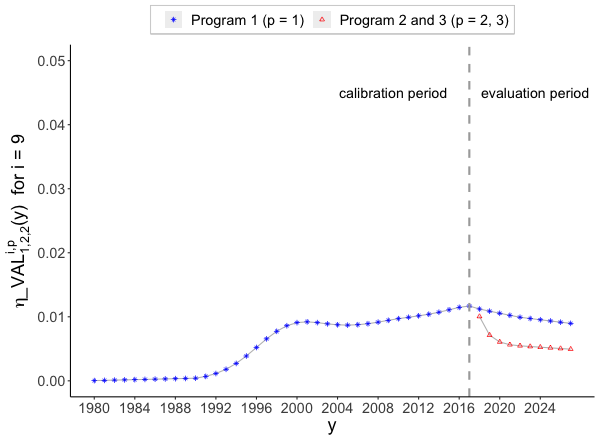 Program 1 (p = 1) Program 2 and 3 (p = 2, 3)
calibration period evaluation period
η_VAL^{i,p}_{1,2,2}(y) for i = 9
0.05
0.04
0.03
0.02
0.01
0.00
1980 1984 1988 1992 1996 2000 2004 2008 2012 2016 2020 2024
y